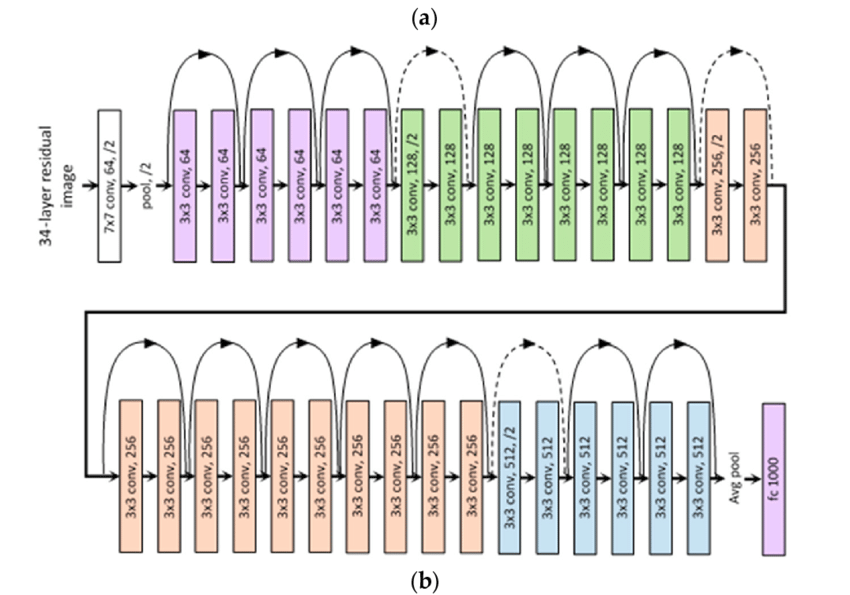 (a)
34-layer residual
image
7x7 conv, 64, /2
pool, /2
3x3 conv, 64
3x3 conv, 64
3x3 conv, 64
3x3 conv, 64
3x3 conv, 64
3x3 conv, 64
3x3 conv, 128, /2
3x3 conv, 128
3x3 conv, 128
3x3 conv, 128
3x3 conv, 128
3x3 conv, 128
3x3 conv, 128
3x3 conv, 128
3x3 conv, 256, /2
3x3 conv, 256
3x3 conv, 256
3x3 conv, 256
3x3 conv, 256
3x3 conv, 256
3x3 conv, 256
3x3 conv, 256
3x3 conv, 256
3x3 conv, 256
3x3 conv, 256
3x3 conv, 256
3x3 conv, 512, /2
3x3 conv, 512
3x3 conv, 512
3x3 conv, 512
3x3 conv, 512
3x3 conv, 512
Avg pool
fc 1000
(b)